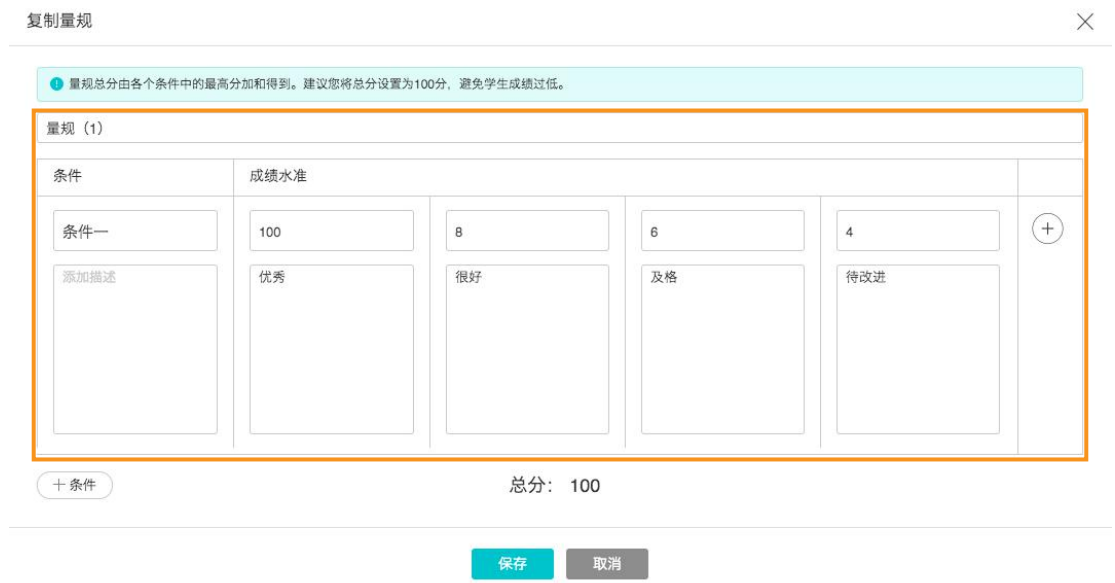 复制量规
量规总分由各个条件中的最高分加和得到。建议您将总分设置为100分，避免学生成绩过低。
量规（1）
条件 成绩水准
条件一 100 8 6 4
添加描述 优秀 很好 及格 待改进
条件 总分： 100
保存 取消